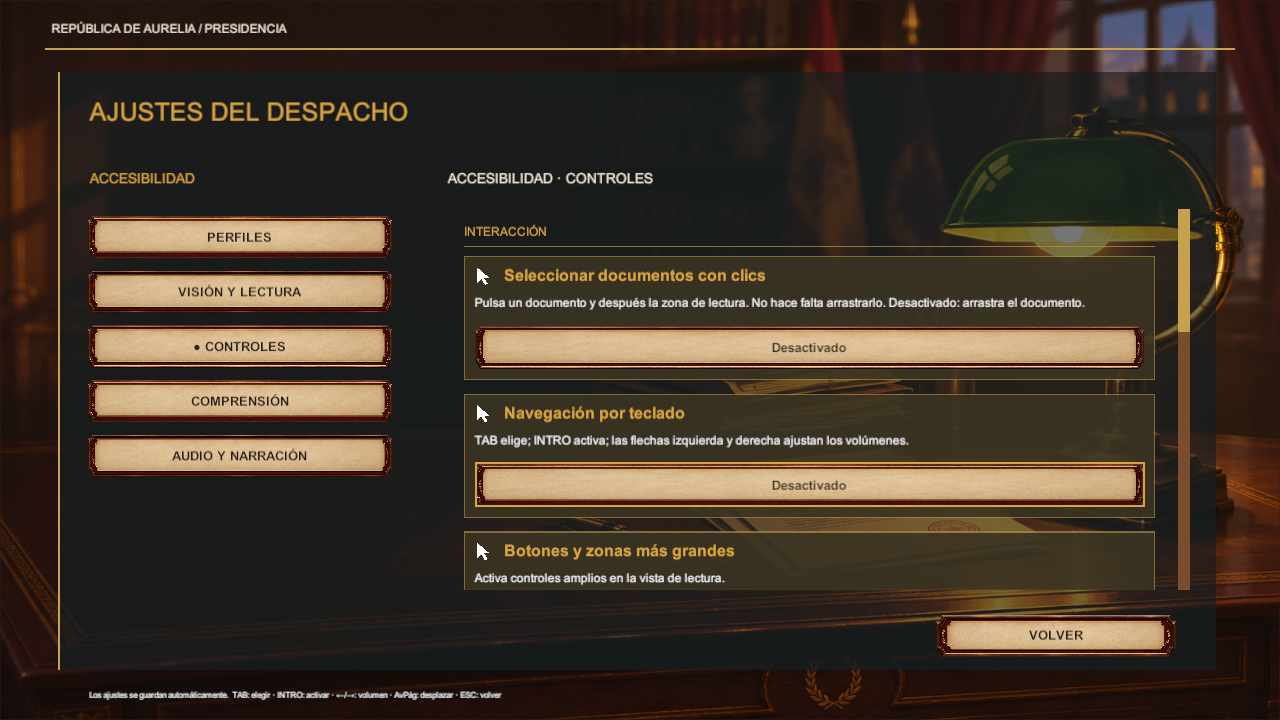 REPÚBLICA DE AURELIA / PRESIDENCIA
AJUSTES DEL DESPACHO
ACCESIBILIDAD
PERFILES
VISIÓN Y LECTURA
• CONTROLES
COMPRENSIÓN
AUDIO Y NARRACIÓN
ACCESIBILIDAD · CONTROLES
INTERACCIÓN
Seleccionar documentos con clics
Pulsa un documento y después la zona de lectura. No hace falta arrastrarlo. Desactivado: arrastra el documento.
Desactivado
Navegación por teclado
TAB elige; INTRO activa; las flechas izquierda y derecha ajustan los volúmenes.
Desactivado
Botones y zonas más grandes
Activa controles amplios en la vista de lectura.
VOLVER
Los ajustes se guardan automáticamente. TAB: elegir · INTRO: activar · ←/→: volumen · AvPág: desplazar · ESC: volver